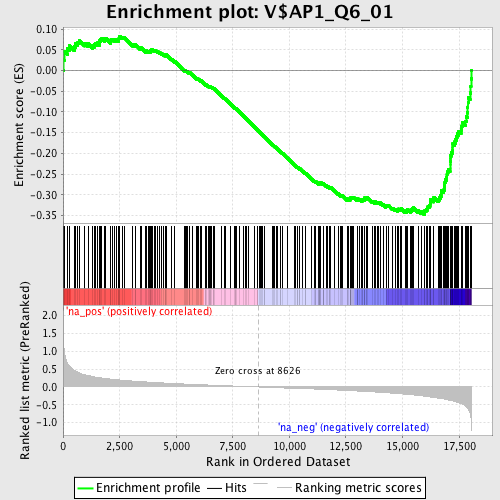 Enrichment plot: V$AP1_Q6_01
Enrichment score (ES)
0.10
0.05
0.00
-0.05
-0.10
-0.15
-0.20
-0.25
-0.30
-0.35
'na_pos' (positively correlated)
Ranked list metric (PreRanked)
2.0
1.5
1.0
0.5
0.0
-0.5
-1.0
Zero cross at 8626
'na_neg' (negatively correlated)
0
2,500
5,000
7,500
10,000
12,500
15,000
17,500
Rank in Ordered Dataset
Enrichment profile
Hits
Ranking metric scores